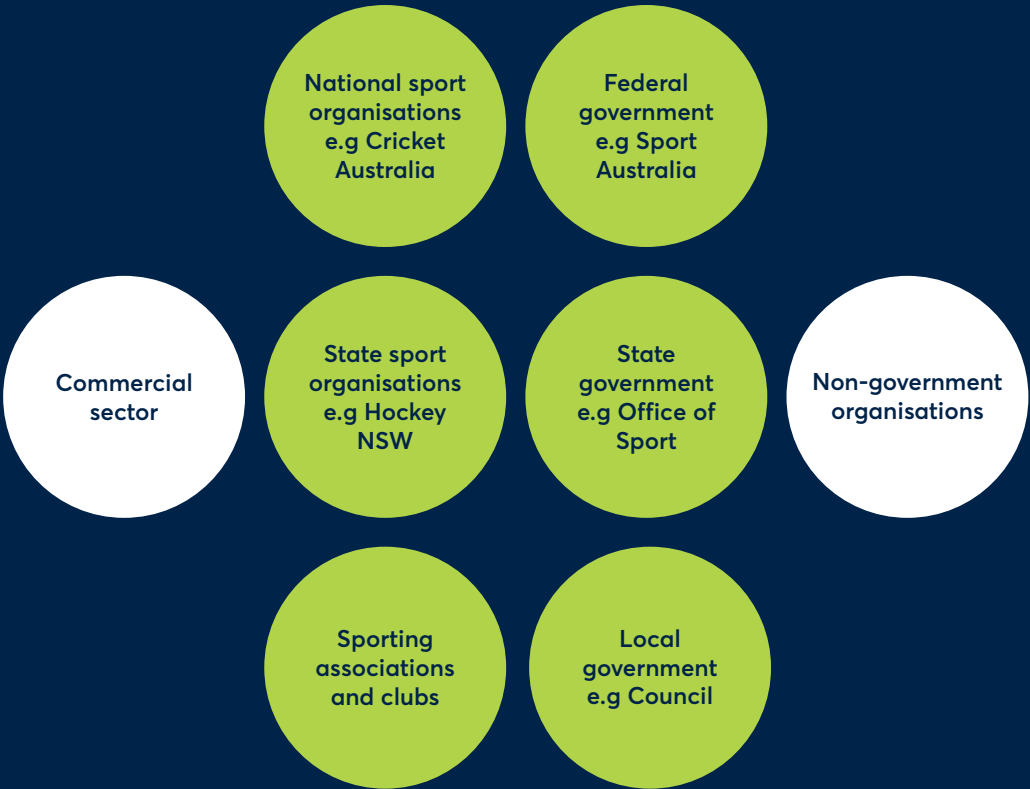 National sport
organisations
e.g Cricket
Australia
Federal
government
e.g Sport
Australia
Commercial
sector
State sport
organisations
e.g Hockey
NSW
State
government
e.g Office of
Sport
Non-government
organisations
Sporting
associations
and clubs
Local
government
e.g Council